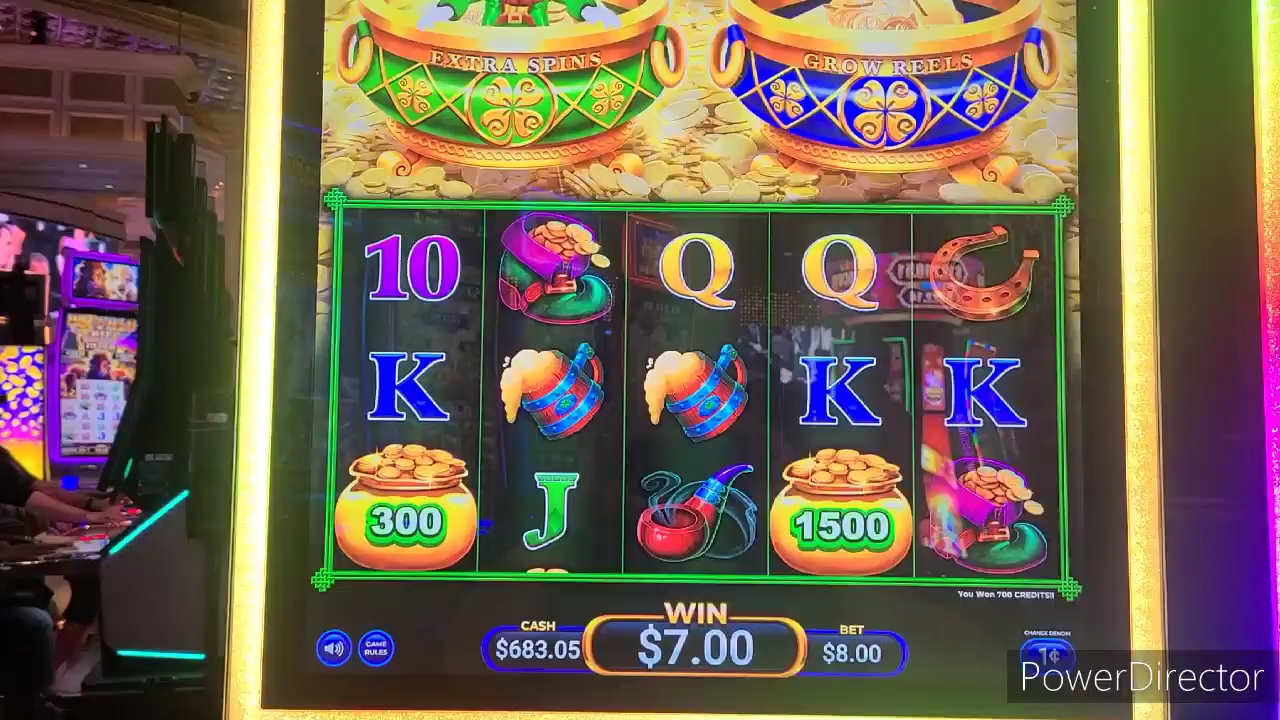 EXTRA SPINS
GROW REELS
10 Q Q
K K K
300 J 1500
You Won 700 CREDITS!!
WIN
CASH
$683.05
$7.00
BET
$8.00
GAME
RULES
CHANGE DENOM
1¢
PowerDirector